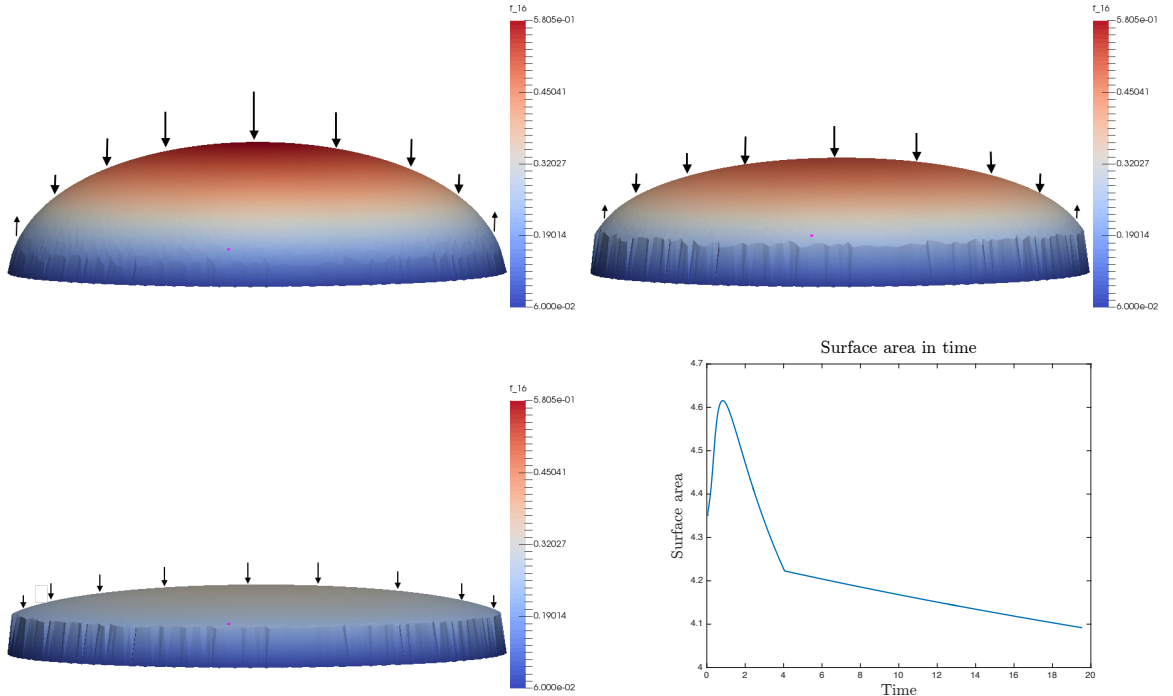 f_16
5.805e-01
0.45041
0.32027
0.19014
6.000e-02
f_16
5.805e-01
0.45041
0.32027
0.19014
6.000e-02
f_16
5.805e-01
0.45041
0.32027
0.19014
6.000e-02
Surface area in time
4.7
4.6
4.5
4.4
4.3
4.2
4.1
4
Surface area
0 2 4 6 8 10 12 14 16 18 20
Time